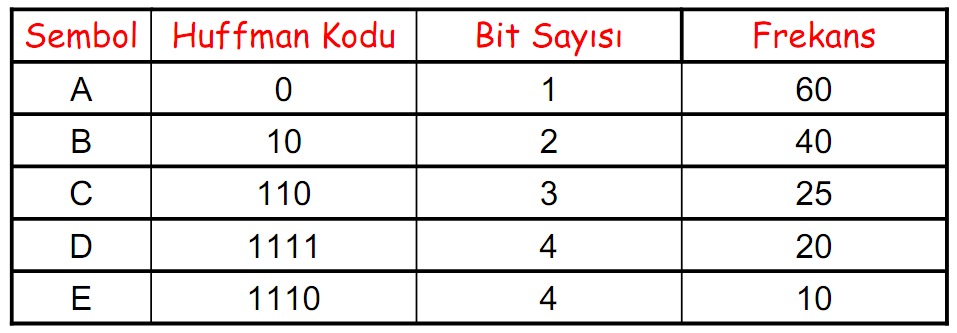 Sembol Huffman Kodu Bit Sayısı Frekans
A 0 1 60
B 10 2 40
C 110 3 25
D 1111 4 20
E 1110 4 10